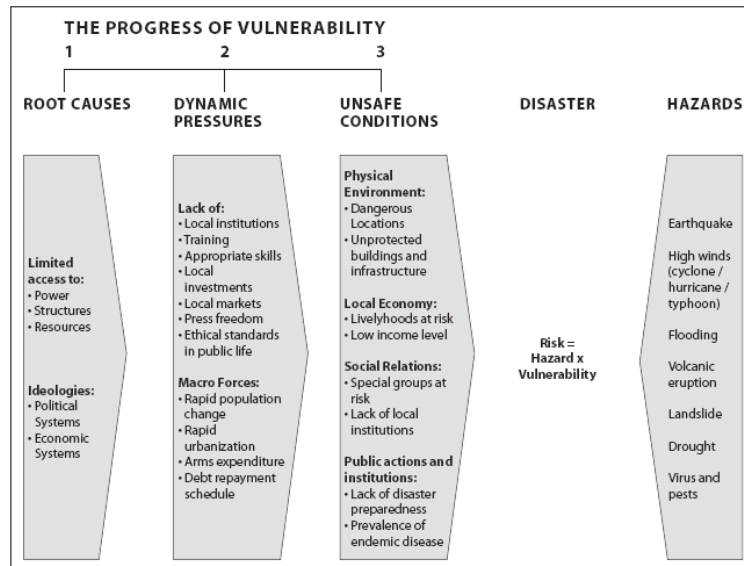 THE PROGRESS OF VULNERABILITY
1 2 3
ROOT CAUSES
DYNAMIC
PRESSURES
UNSAFE
CONDITIONS
DISASTER
HAZARDS
Limited
access to:
• Power
• Structures
• Resources
Ideologies:
• Political
Systems
• Economic
Systems
Lack of:
• Local institutions
• Training
• Appropriate skills
• Local
investments
• Local markets
• Press freedom
• Ethical standards
in public life
Macro Forces:
• Rapid population
change
• Rapid
urbanization
• Arms expenditure
• Debt repayment
schedule
Physical
Environment:
• Dangerous
Locations
• Unprotected
buildings and
infrastructure
Local Economy:
• Livelyhoods at risk
• Low income level
Social Relations:
• Special groups at
risk
• Lack of local
institutions
Public actions and
institutions:
• Lack of disaster
preparedness
• Prevalence of
endemic disease
Risk =
Hazard x
Vulnerability
Earthquake
High winds
(cyclone /
hurricane /
typhoon)
Flooding
Volcanic
eruption
Landslide
Drought
Virus and
pests